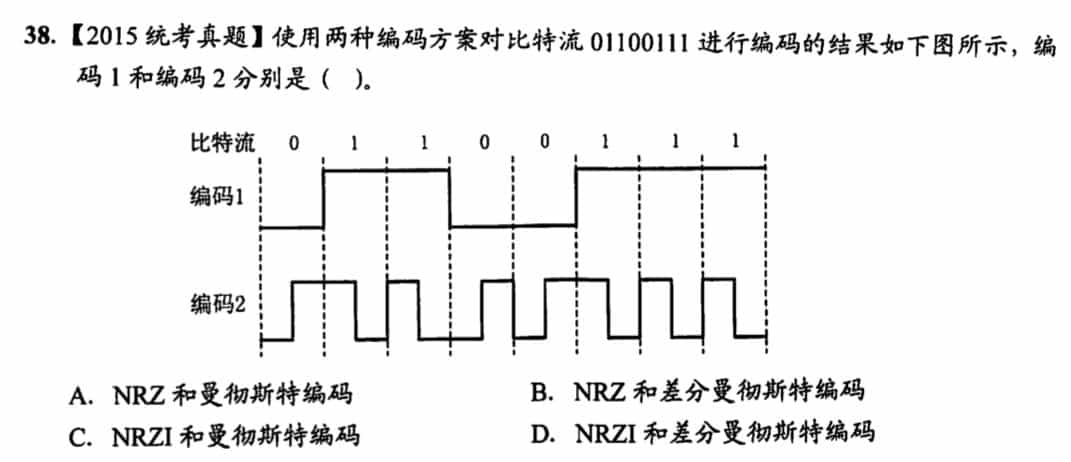 38.【2015 统考真题】使用两种编码方案对比特流 01100111 进行编码的结果如下图所示，编
码 1 和编码 2 分别是（ ）。
比特流 0 1 1 0 0 1 1 1
编码1
编码2
A. NRZ 和曼彻斯特编码 B. NRZ 和差分曼彻斯特编码
C. NRZI 和曼彻斯特编码 D. NRZI 和差分曼彻斯特编码